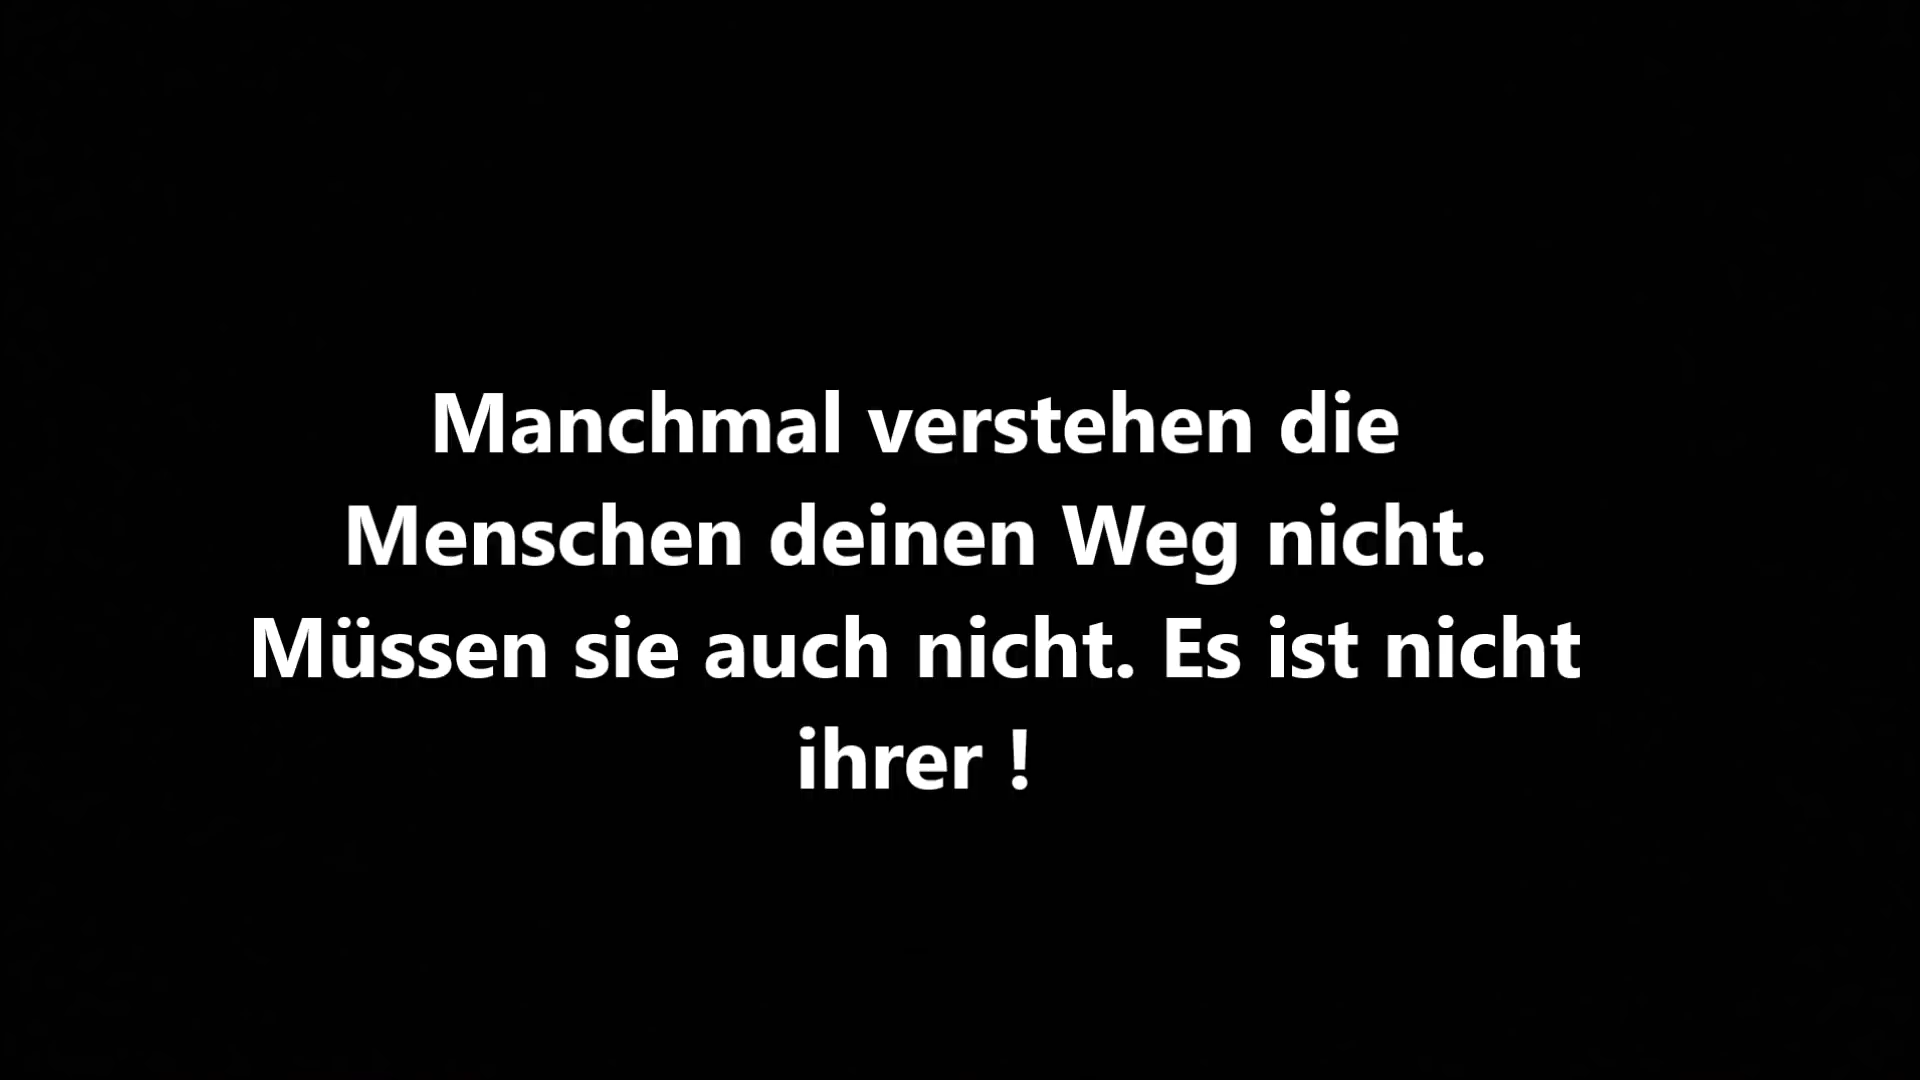 Manchmal verstehen die
Menschen deinen Weg nicht.
Müssen sie auch nicht. Es ist nicht
ihrer !